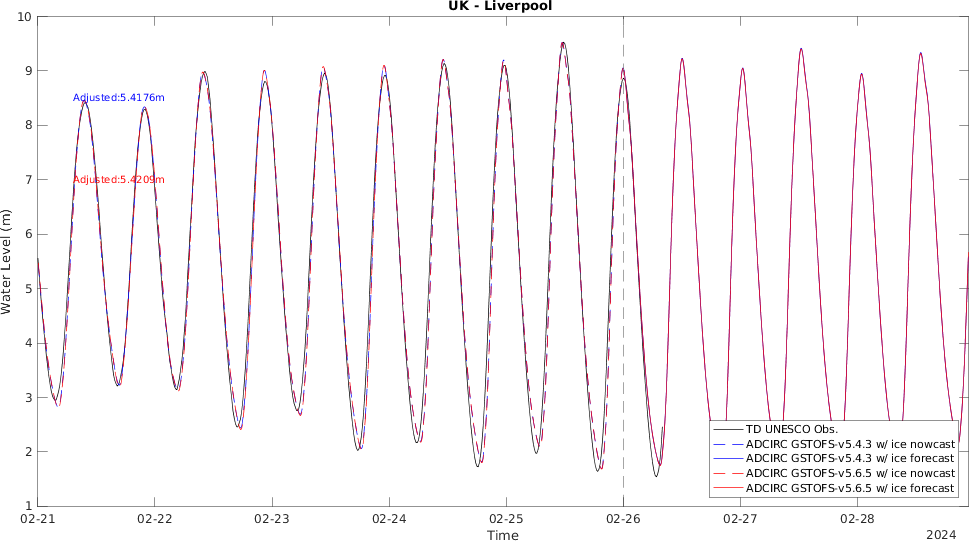 UK - Liverpool
10
9
8
7
6
5
4
3
2
1
Water Level (m)
Adjusted:5.4176m
Adjusted:5.4209m
TD UNESCO Obs.
ADCIRC GSTOFS-v5.4.3 w/ ice nowcast
ADCIRC GSTOFS-v5.4.3 w/ ice forecast
ADCIRC GSTOFS-v5.6.5 w/ ice nowcast
ADCIRC GSTOFS-v5.6.5 w/ ice forecast
02-21 02-22 02-23 02-24 02-25 02-26 02-27 02-28
Time
2024